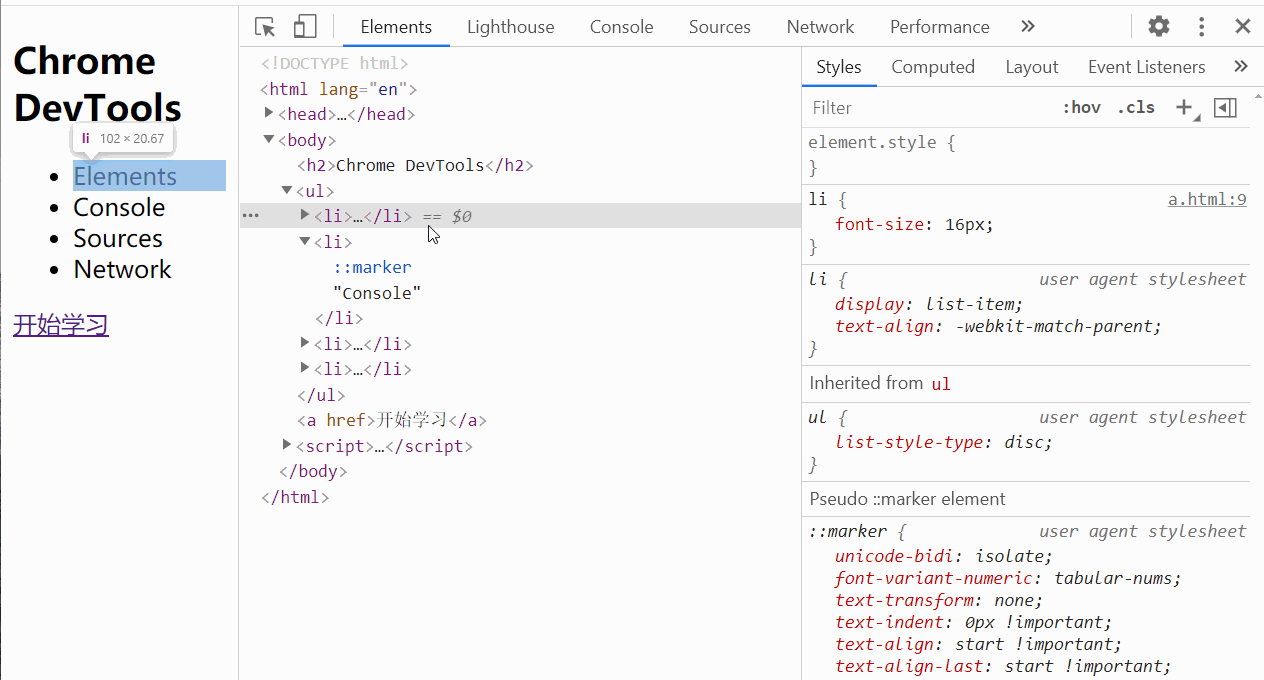 Chrome
DevTools
li 102 × 20.67
Elements
Console
Sources
Network
开始学习
Elements Lighthouse Console Sources Network Performance »
<!DOCTYPE html>
<html lang="en">
<head>…</head>
<body>
<h2>Chrome DevTools</h2>
<ul>
<li>…</li> == $0
<li>
::marker
"Console"
</li>
<li>…</li>
<li>…</li>
</ul>
<a href>开始学习</a>
<script>…</script>
</body>
</html>
Styles Computed Layout Event Listeners »
Filter :hov .cls +
element.style {
}
li { a.html:9
font-size: 16px;
}
li { user agent stylesheet
display: list-item;
text-align: -webkit-match-parent;
}
Inherited from ul
ul { user agent stylesheet
list-style-type: disc;
}
Pseudo ::marker element
::marker { user agent stylesheet
unicode-bidi: isolate;
font-variant-numeric: tabular-nums;
text-transform: none;
text-indent: 0px !important;
text-align: start !important;
text-align-last: start !important;